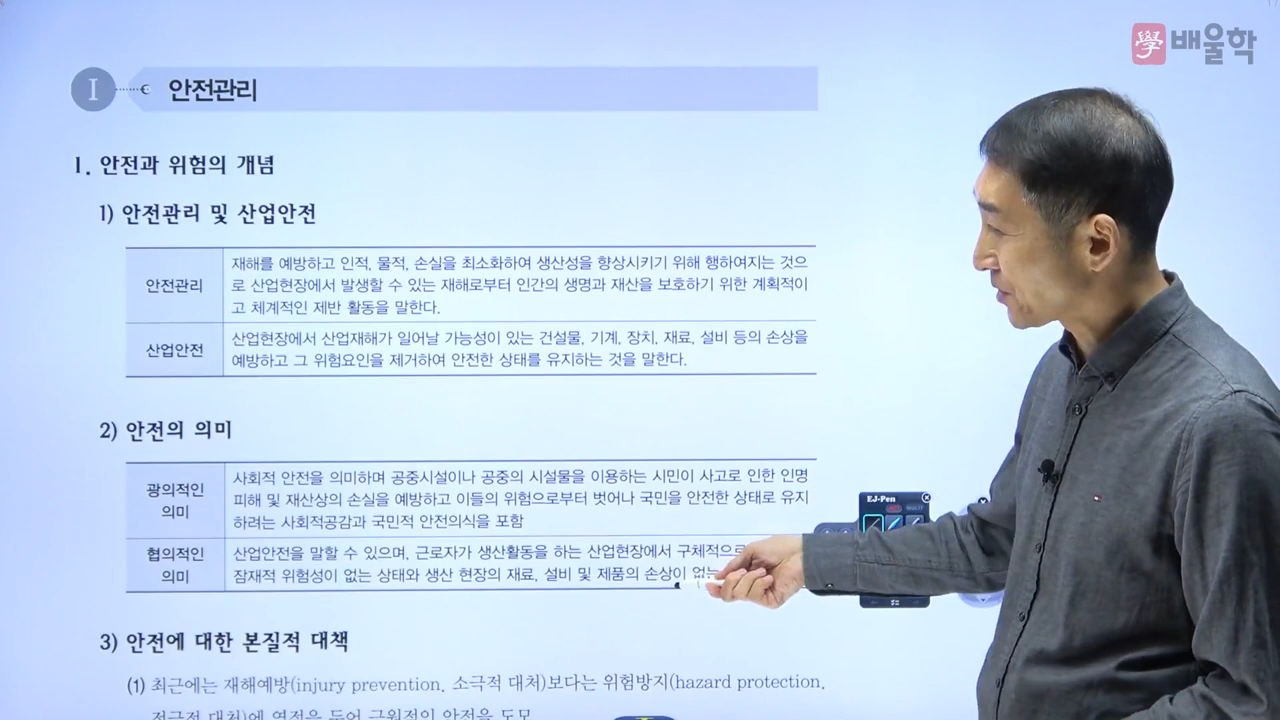 學 배울학
I 안전관리
1. 안전과 위험의 개념
1) 안전관리 및 산업안전
안전관리
재해를 예방하고 인적, 물적, 손실을 최소화하여 생산성을 향상시키기 위해 행하여지는 것으
로 산업현장에서 발생할 수 있는 재해로부터 인간의 생명과 재산을 보호하기 위한 계획적이
고 체계적인 제반 활동을 말한다.
산업안전
산업현장에서 산업재해가 일어날 가능성이 있는 건설물, 기계, 장치, 재료, 설비 등의 손상을
예방하고 그 위험요인을 제거하여 안전한 상태를 유지하는 것을 말한다.
2) 안전의 의미
광의적인
의미
사회적 안전을 의미하며 공중시설이나 공중의 시설물을 이용하는 시민이 사고로 인한 인명
피해 및 재산상의 손실을 예방하고 이들의 위험으로부터 벗어나 국민을 안전한 상태로 유지
하려는 사회적공감과 국민적 안전의식을 포함
협의적인
의미
산업안전을 말할 수 있으며, 근로자가 생산활동을 하는 산업현장에서 구체적으로
잠재적 위험성이 없는 상태와 생산 현장의 재료, 설비 및 제품의 손상이 없는
EJ-Pen
3) 안전에 대한 본질적 대책
(1) 최근에는 재해예방(injury prevention, 소극적 대처)보다는 위험방지(hazard protection,
적극적 대처)에 역점을 두어 근원적인 안전을 도모